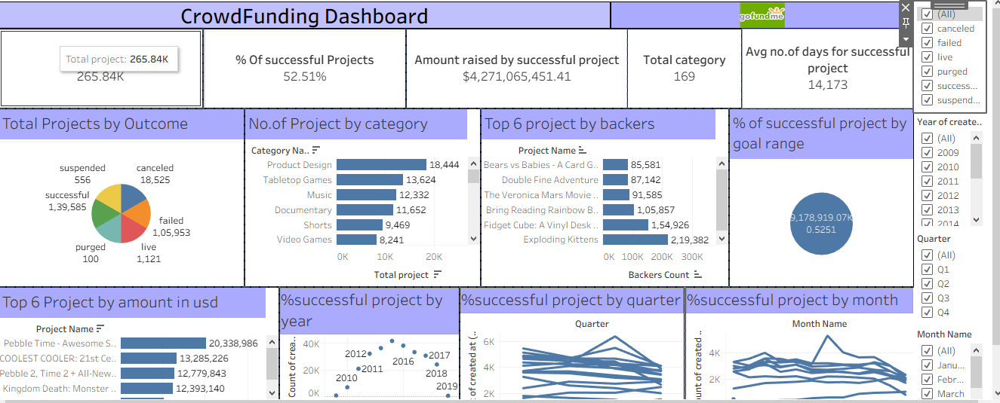 CrowdFunding Dashboard
gofundme
Total project: 265.84K
265.84K
% Of successful Projects
52.51%
Amount raised by successful project
$4,271,065,451.41
Total category
169
Avg no.of days for successful
project
14,173
(All)
canceled
failed
live
purged
success...
suspend...
Total Projects by Outcome
suspended
556
canceled
18,525
successful
1,39,585
failed
1,05,953
purged
100
live
1,121
No.of Project by category
Category Na..
Product Design
18,444
Tabletop Games
13,624
Music
12,332
Documentary
11,652
Shorts
9,469
Video Games
8,241
0K 10K 20K
Total project
Top 6 project by backers
Project Name
Bears vs Babies - A Card G..
85,581
Double Fine Adventure
87,142
The Veronica Mars Movie ..
91,585
Bring Reading Rainbow B..
1,05,857
Fidget Cube: A Vinyl Desk ..
1,54,926
Exploding Kittens
2,19,382
0K 100K 200K 300K
Backers Count
% of successful project by
goal range
9,178,919.07K
0.5251
Year of create..
(All)
2009
2010
2011
2012
2013
2014
Quarter
(All)
Q1
Q2
Q3
Q4
Top 6 Project by amount in usd
Project Name
Pebble Time - Awesome S..
20,338,986
COOLEST COOLER: 21st Ce..
13,285,226
Pebble 2, Time 2 + All-New..
12,779,843
Kingdom Death: Monster ..
12,393,140
%successful project by
year
Count of crea..
40K
20K
0K
2010
2011
2012
2016
2017
2018
2019
%successful project by quarter
Quarter
of created at (..
6K
4K
2K
%successful project by month
Month Name
ount of created ..
4K
2K
Month Name
(All)
Janu...
Febr...
March